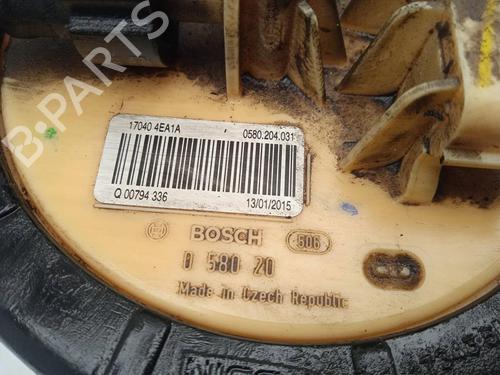 B-PARTS
17040 4EA1A 0580.204.031
Q 00794 336 13/01/2015
BOSCH 506
0 580 20
Made in Czech Republic